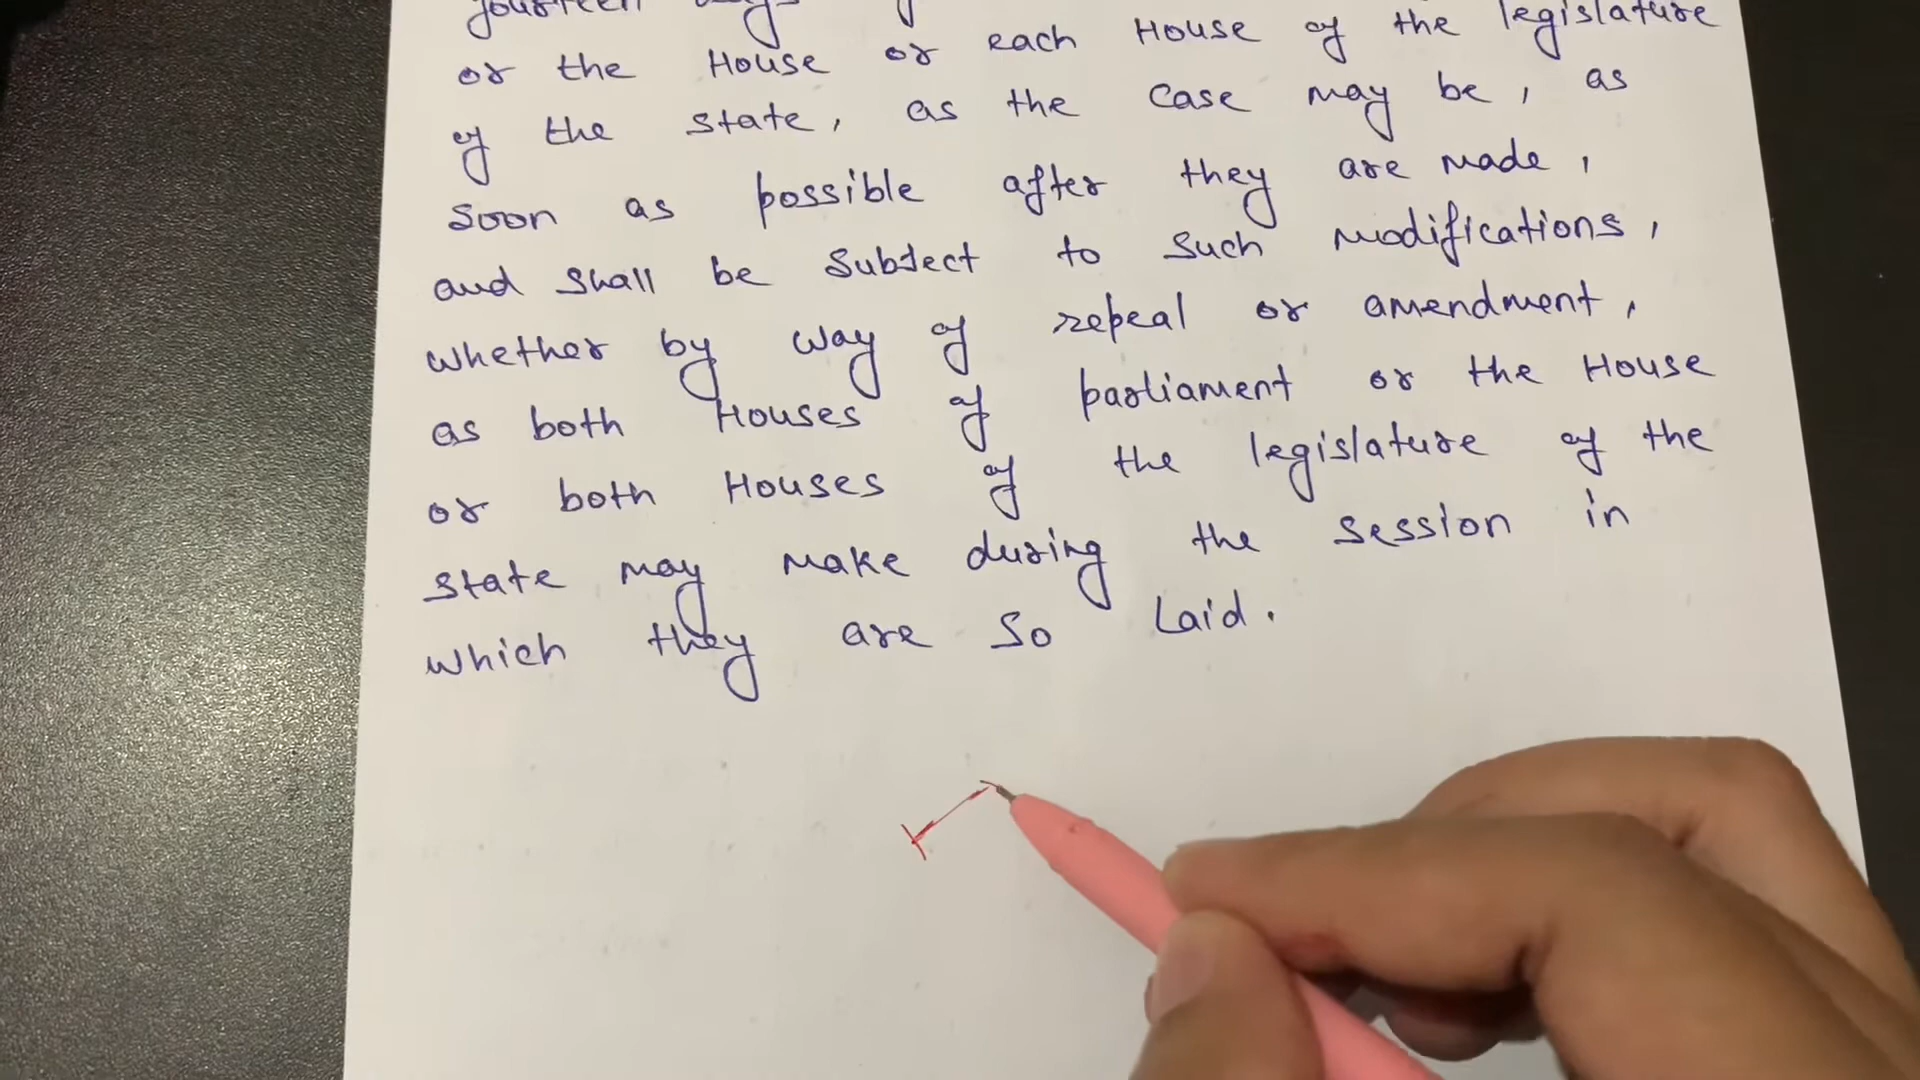 fourteen
or the House or each House of the legislature
of the state, as the case may be, as
soon as possible after they are made,
and shall be subject to such modifications,
whether by way of repeal or amendment,
as both Houses of parliament or the House
or both Houses of the legislature of the
state may make during the session in
which they are so laid.